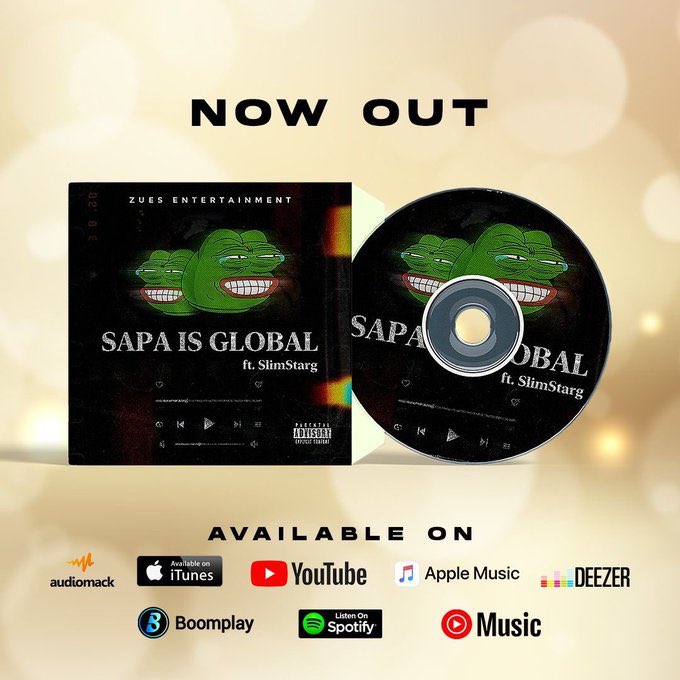 NOW OUT
ZUES ENTERTAINMENT
SAPA IS GLOBAL
ft. SlimStarg
PARENTAL
ADVISORY
EXPLICIT CONTENT
SAPA
OBAL
ft. SlimStarg
AVAILABLE ON
audiomack
Available on
iTunes
YouTube
Apple Music
DEEZER
Boomplay
Listen On
Spotify
Music